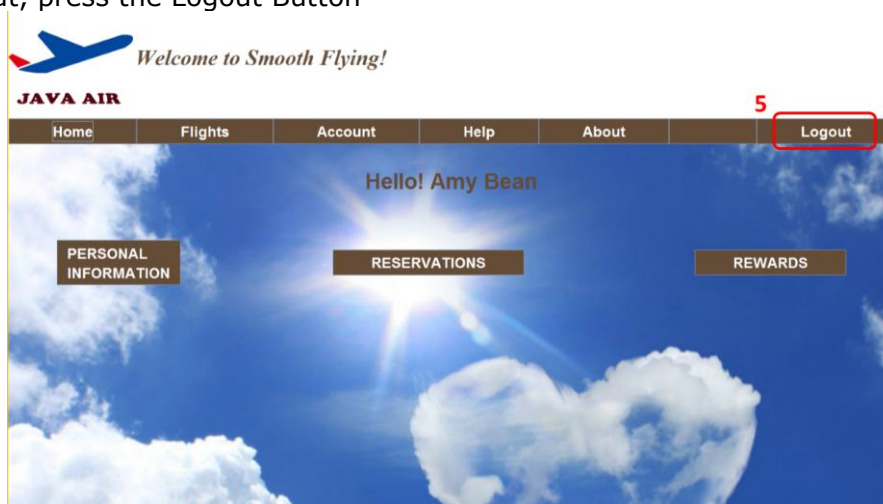 press the Logout Button
Welcome to Smooth Flying!
JAVA AIR
5
Home Flights Account Help About Logout
Hello! Amy Bean
PERSONAL
INFORMATION
RESERVATIONS
REWARDS